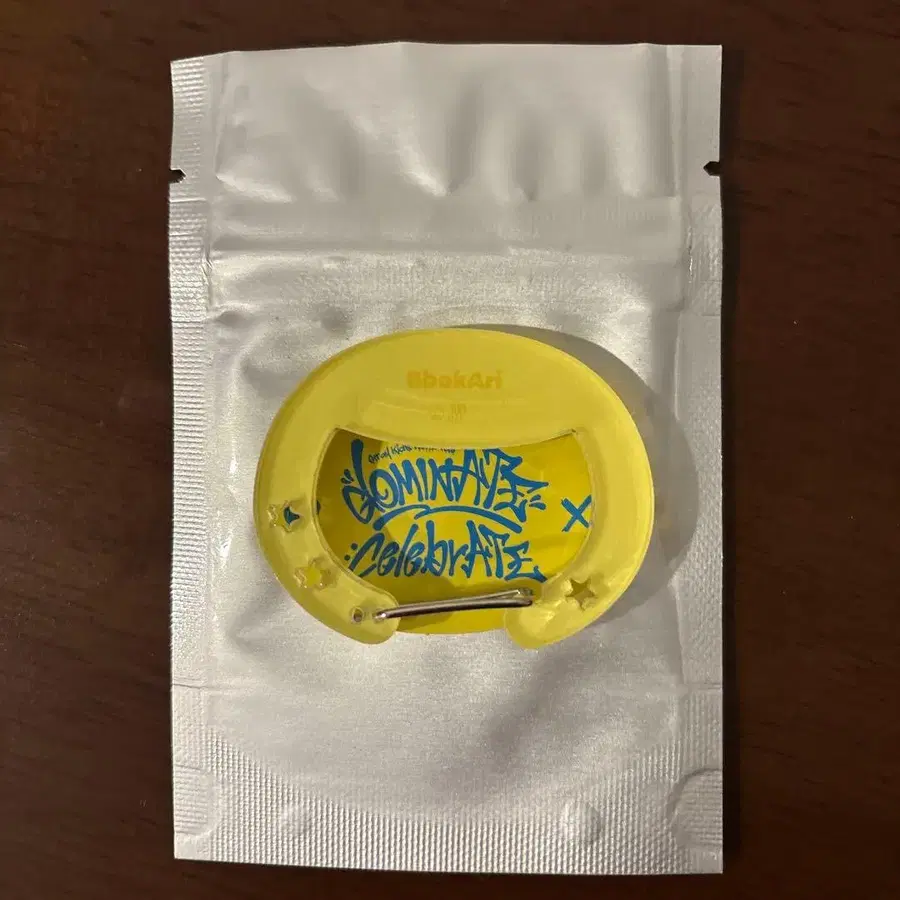 BbokAri
dominATE
celebrATE
X